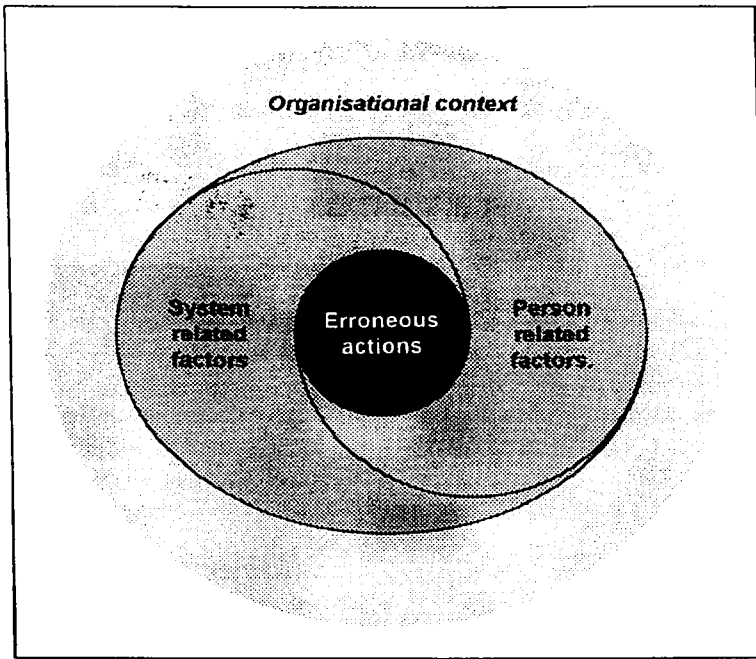 Organisational context
System
related
factors
Erroneous
actions
Person
related
factors.